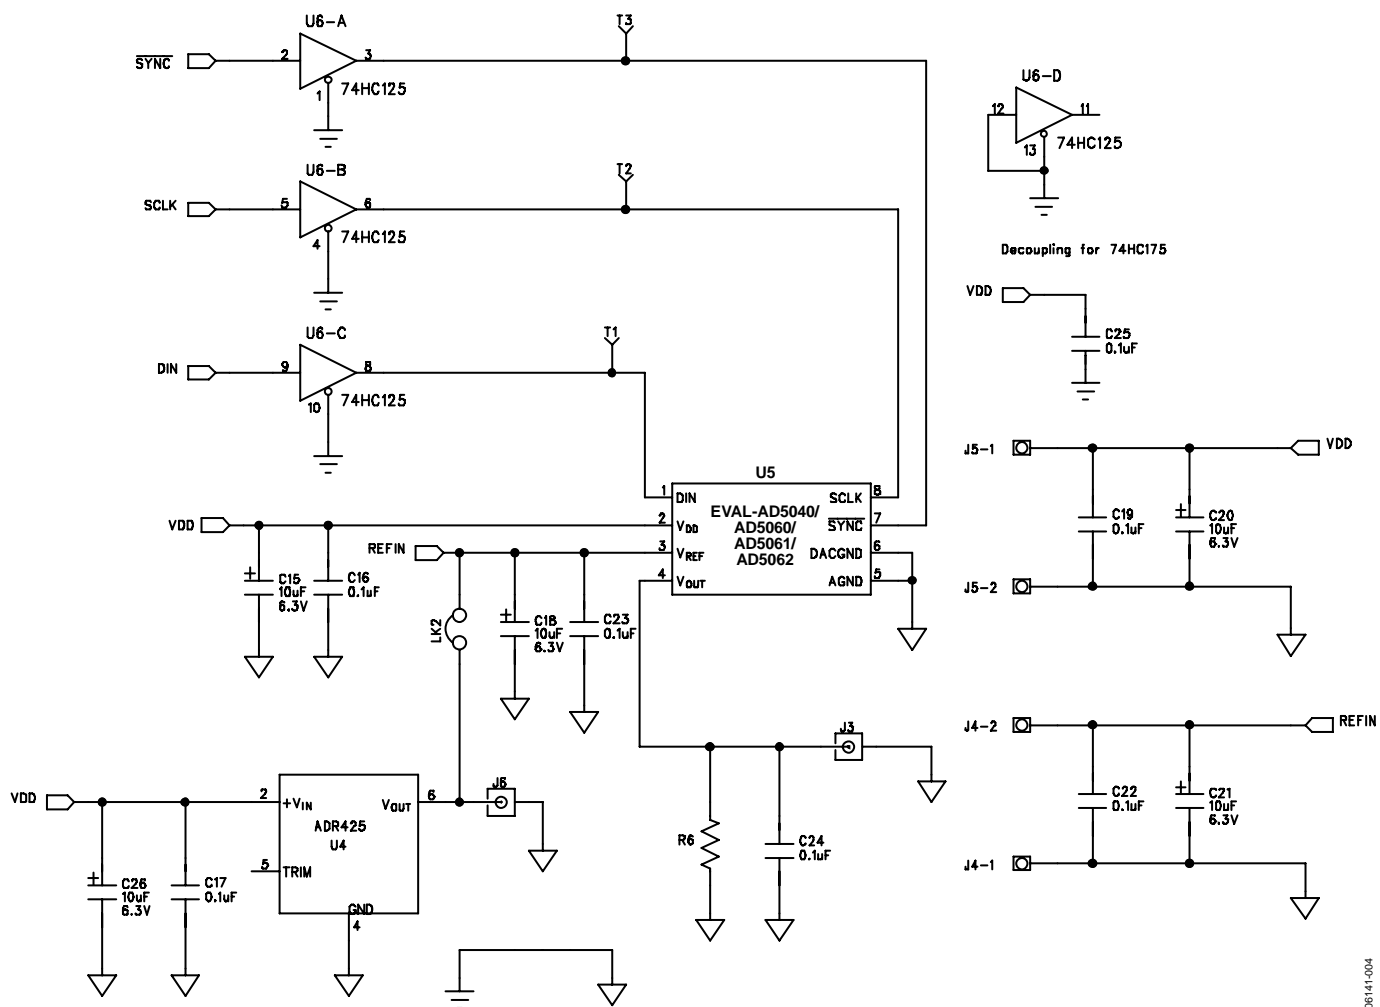 U6-A
SYNC
2
3
1
74HC125
T3
U6-B
SCLK
5
6
4
74HC125
T2
U6-C
DIN
9
8
10
74HC125
T1
U6-D
12
11
13
74HC125
Decoupling for 74HC175
VDD
C25
0.1uF
U5
1
DIN
SCLK
8
EVAL-AD5040/
AD5060/
AD5061/
AD5062
VDD
2
VDD
SYNC
7
REFIN
3
VREF
DACGND
6
4
VOUT
AGND
5
C15
10uF
6.3V
C16
0.1uF
LK2
C18
10uF
6.3V
C23
0.1uF
J5-1
VDD
C19
0.1uF
C20
10uF
6.3V
J5-2
J4-2
REFIN
C22
0.1uF
C21
10uF
6.3V
J4-1
J3
R6
C24
0.1uF
VDD
2
+VIN
VOUT
6
J6
ADR425
U4
5
TRIM
GND
4
C26
10uF
6.3V
C17
0.1uF
06141-004